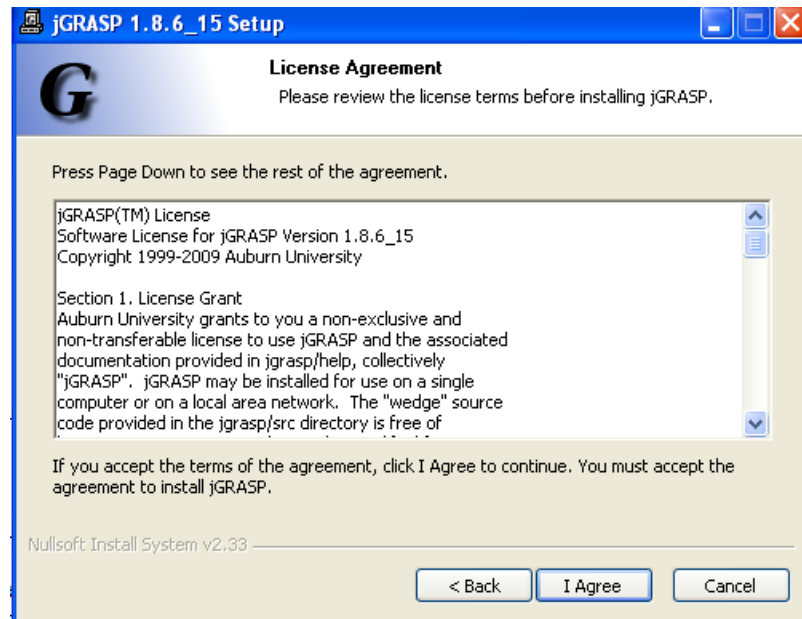 jGRASP 1.8.6_15 Setup
G
License Agreement
Please review the license terms before installing jGRASP.
Press Page Down to see the rest of the agreement.
jGRASP(TM) License
Software License for jGRASP Version 1.8.6_15
Copyright 1999-2009 Auburn University
Section 1. License Grant
Auburn University grants to you a non-exclusive and
non-transferable license to use jGRASP and the associated
documentation provided in jgrasp/help, collectively
"jGRASP".  jGRASP may be installed for use on a single
computer or on a local area network.  The "wedge" source
code provided in the jgrasp/src directory is free of
If you accept the terms of the agreement, click I Agree to continue. You must accept the
agreement to install jGRASP.
Nullsoft Install System v2.33
< Back
I Agree
Cancel